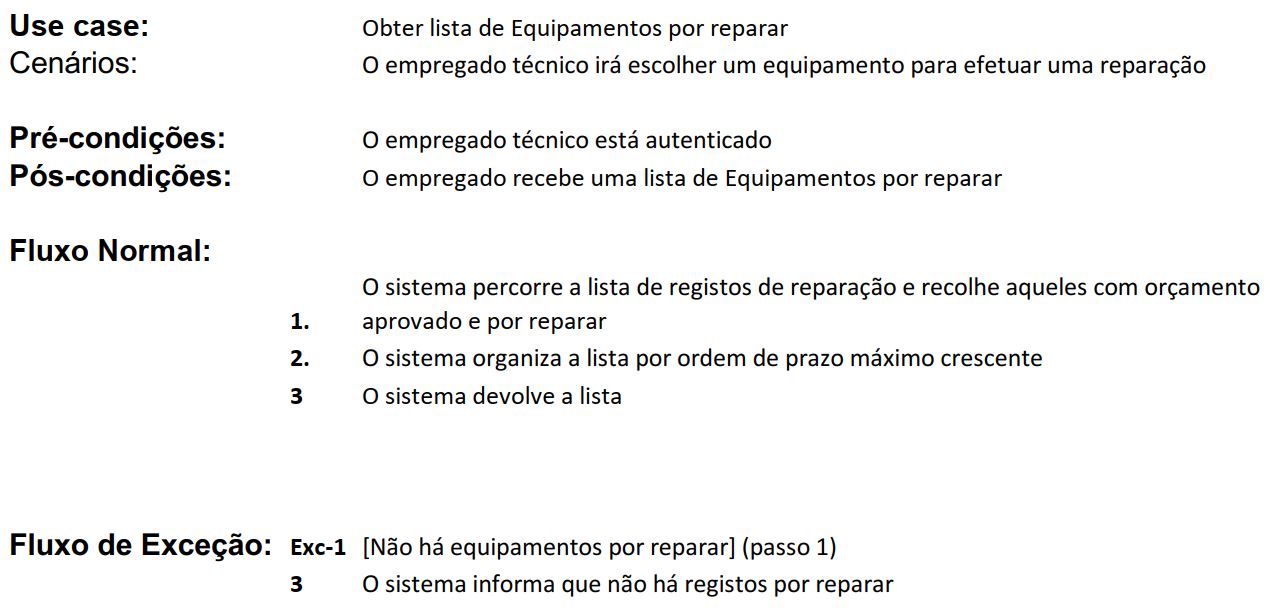 Use case: Obter lista de Equipamentos por reparar
Cenários: O empregado técnico irá escolher um equipamento para efetuar uma reparação
Pré-condições: O empregado técnico está autenticado
Pós-condições: O empregado recebe uma lista de Equipamentos por reparar
Fluxo Normal:
O sistema percorre a lista de registos de reparação e recolhe aqueles com orçamento
1. aprovado e por reparar
2. O sistema organiza a lista por ordem de prazo máximo crescente
3 O sistema devolve a lista
Fluxo de Exceção: Exc-1 [Não há equipamentos por reparar] (passo 1)
3 O sistema informa que não há registos por reparar